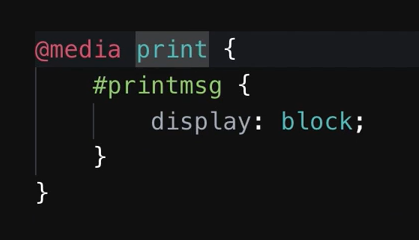 @media print {
    #printmsg {
        display: block;
    }
}